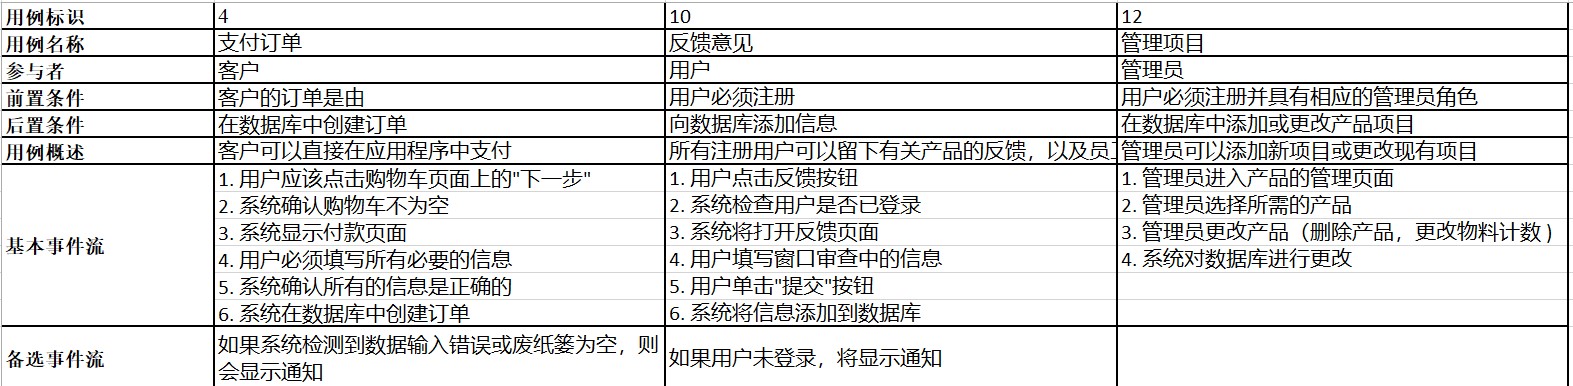 用例标识 4 10 12
用例名称 支付订单 反馈意见 管理项目
参与者 客户 用户 管理员
前置条件 客户的订单是由 用户必须注册 用户必须注册并具有相应的管理员角色
后置条件 在数据库中创建订单 向数据库添加信息 在数据库中添加或更改产品项目
用例概述 客户可以直接在应用程序中支付 所有注册用户可以留下有关产品的反馈，以及员 管理员可以添加新项目或更改现有项目
基本事件流
1. 用户应该点击购物车页面上的"下一步"
2. 系统确认购物车不为空
3. 系统显示付款页面
4. 用户必须填写所有必要的信息
5. 系统确认所有的信息是正确的
6. 系统在数据库中创建订单
1. 用户点击反馈按钮
2. 系统检查用户是否已登录
3. 系统将打开反馈页面
4. 用户填写窗口审查中的信息
5. 用户单击"提交"按钮
6. 系统将信息添加到数据库
1. 管理员进入产品的管理页面
2. 管理员选择所需的产品
3. 管理员更改产品（删除产品，更改物料计数）
4. 系统对数据库进行更改
备选事件流
如果系统检测到数据输入错误或废纸篓为空，则
会显示通知
如果用户未登录，将显示通知